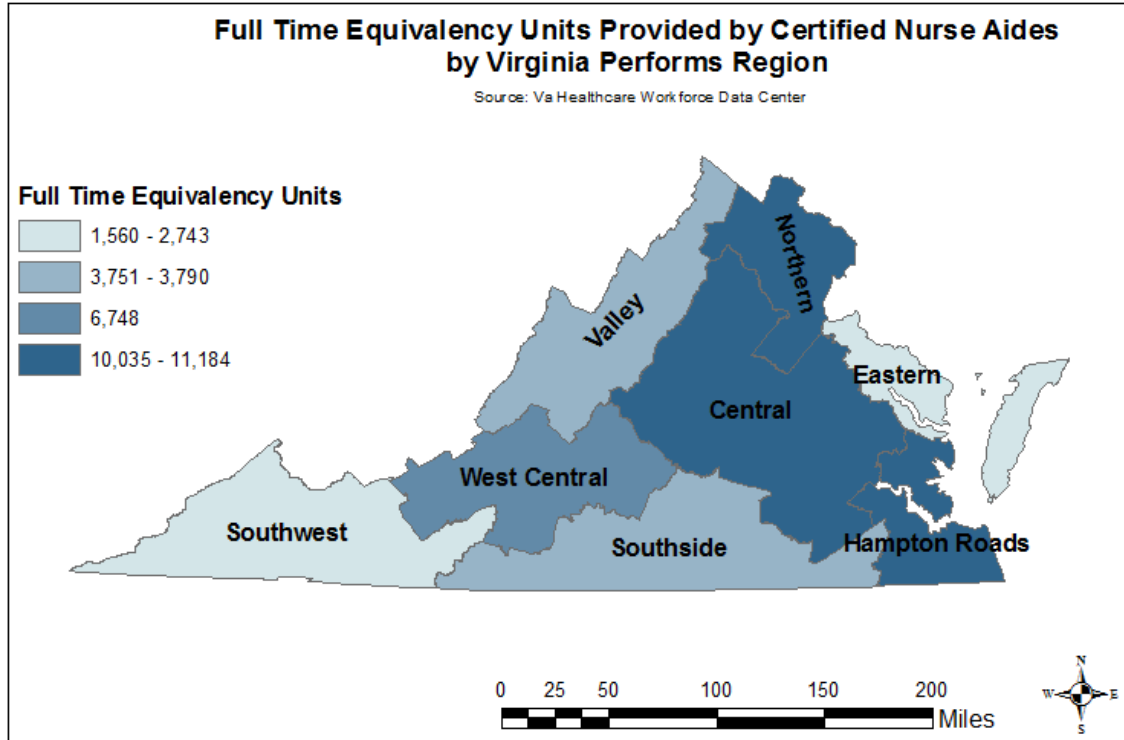 Full Time Equivalency Units Provided by Certified Nurse Aides
by Virginia Performs Region
Source: Va Healthcare Workforce Data Center
Full Time Equivalency Units
1,560 - 2,743
3,751 - 3,790
6,748
10,035 - 11,184
Northern
Valley
Eastern
Central
West Central
Southwest
Southside
Hampton Roads
0 25 50 100 150 200
Miles
N
W E
S